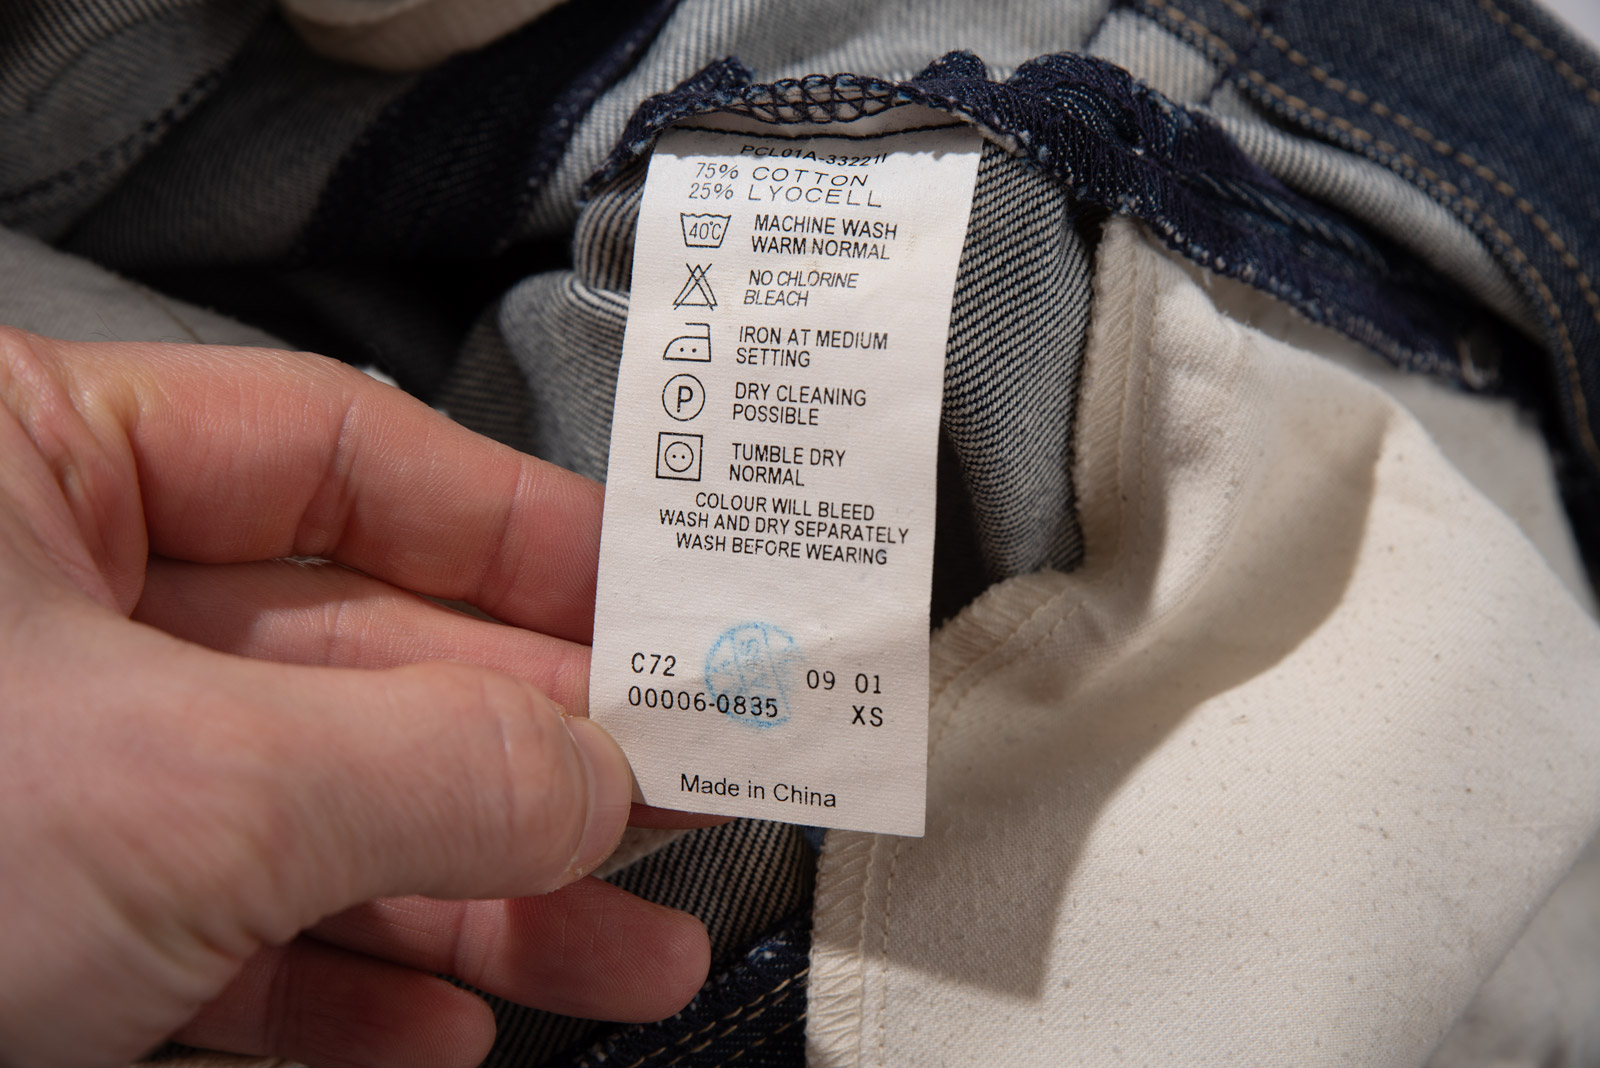 PCL01A-33221I
75% COTTON
25% LYOCELL
40°C MACHINE WASH
WARM NORMAL
NO CHLORINE
BLEACH
IRON AT MEDIUM
SETTING
P DRY CLEANING
POSSIBLE
TUMBLE DRY
NORMAL
COLOUR WILL BLEED
WASH AND DRY SEPARATELY
WASH BEFORE WEARING
C72 09 01
00006-0835 XS
Made in China